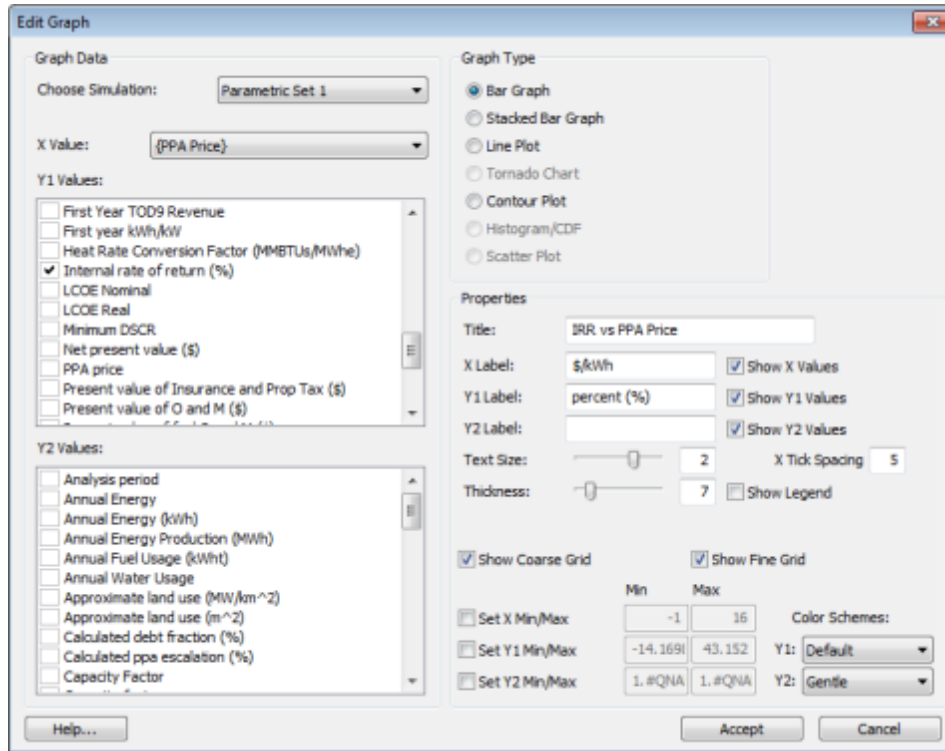 Edit Graph
Graph Data
Choose Simulation: Parametric Set 1
X Value: {PPA Price}
Y1 Values:
First Year TOD9 Revenue
First year kWh/kW
Heat Rate Conversion Factor (MMBTUs/MWhe)
Internal rate of return (%)
LCOE Nominal
LCOE Real
Minimum DSCR
Net present value ($)
PPA price
Present value of Insurance and Prop Tax ($)
Present value of O and M ($)
Y2 Values:
Analysis period
Annual Energy
Annual Energy (kWh)
Annual Energy Production (MWh)
Annual Fuel Usage (kWht)
Annual Water Usage
Approximate land use (MW/km^2)
Approximate land use (m^2)
Calculated debt fraction (%)
Calculated ppa escalation (%)
Capacity Factor
Help...
Graph Type
Bar Graph
Stacked Bar Graph
Line Plot
Tornado Chart
Contour Plot
Histogram/CDF
Scatter Plot
Properties
Title: IRR vs PPA Price
X Label: $/kWh Show X Values
Y1 Label: percent (%) Show Y1 Values
Y2 Label: Show Y2 Values
Text Size: 2 X Tick Spacing 5
Thickness: 7 Show Legend
Show Coarse Grid Show Fine Grid
Min Max
Set X Min/Max -1 16 Color Schemes:
Set Y1 Min/Max 43.152 Y1: Default
Set Y2 Min/Max 1.#QNA 1.#QNA Y2: Gentle
Accept Cancel